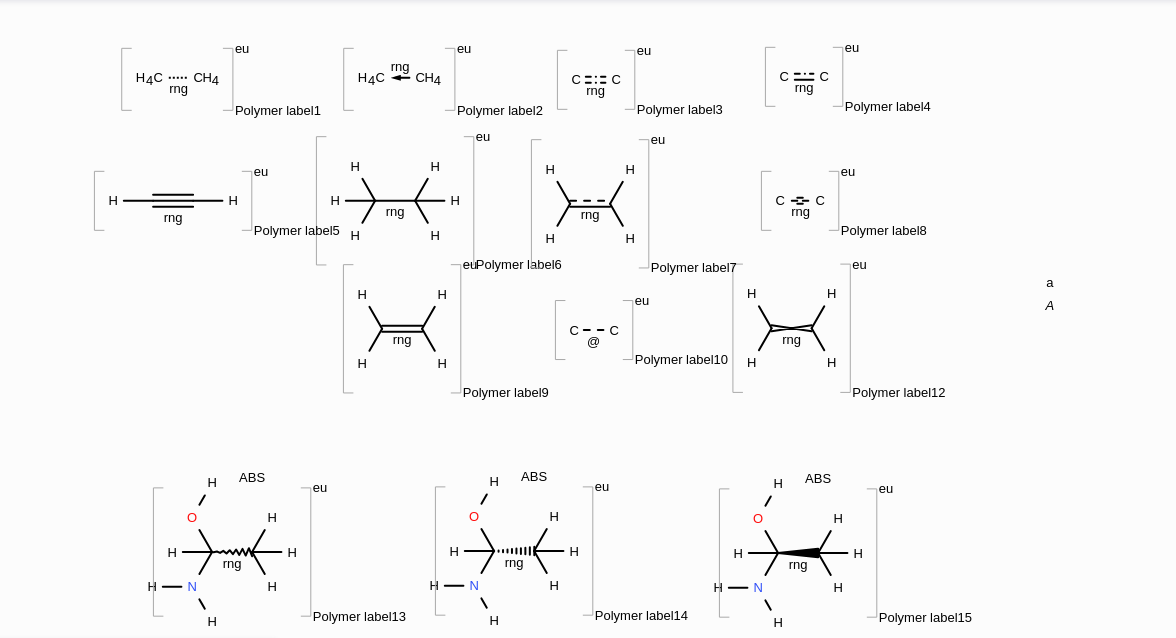 eu eu eu eu
H4C CH4 rng
H4C rng CH4
C C rng
C C rng
Polymer label1 Polymer label2 Polymer label3 Polymer label4
eu eu eu eu
H H rng
H H H rng H H H
H H rng H H
C C rng
Polymer label5 Polymer label6 Polymer label7 Polymer label8
eu eu eu
H H rng H H
C C @
H H rng H H
a
A
Polymer label9 Polymer label10 Polymer label12
H ABS H ABS H ABS
eu eu eu
O H O H O H
H H H H H H
rng rng rng
H N H H N H H N H
H H H
Polymer label13 Polymer label14 Polymer label15